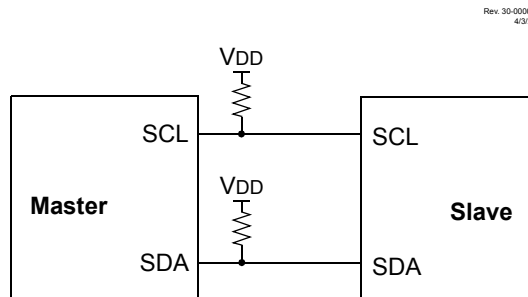 Rev. 30-0000
4/3/
VDD
SCL
SCL
VDD
Master
Slave
SDA
SDA